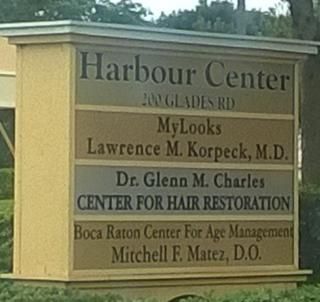 Harbour Center
200 GLADES RD
MyLooks
Lawrence M. Korpeck, M.D.
Dr. Glenn M. Charles
CENTER FOR HAIR RESTORATION
Boca Raton Center For Age Management
Mitchell F. Matez, D.O.